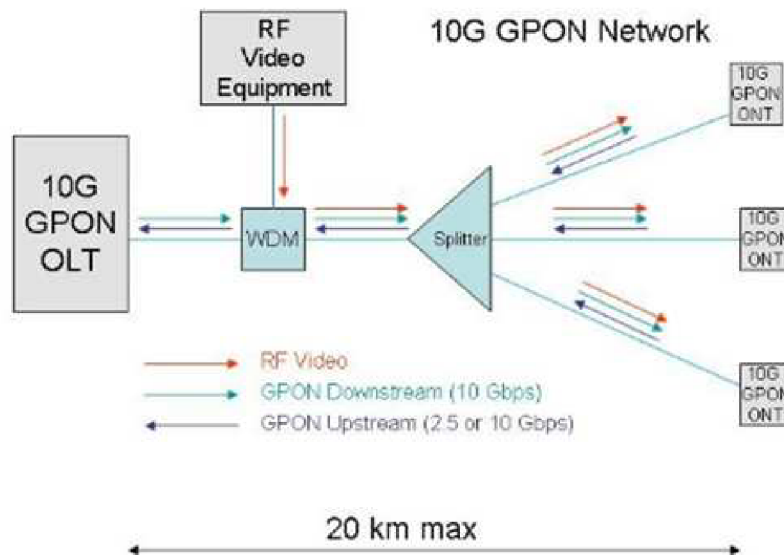 RF
Video
Equipment
10G GPON Network
10G
GPON
ONT
10G
GPON
OLT
WDM
Splitter
10G
GPON
ONT
RF Video
GPON Downstream (10 Gbps)
GPON Upstream (2.5 or 10 Gbps)
10G
GPON
ONT
20 km max